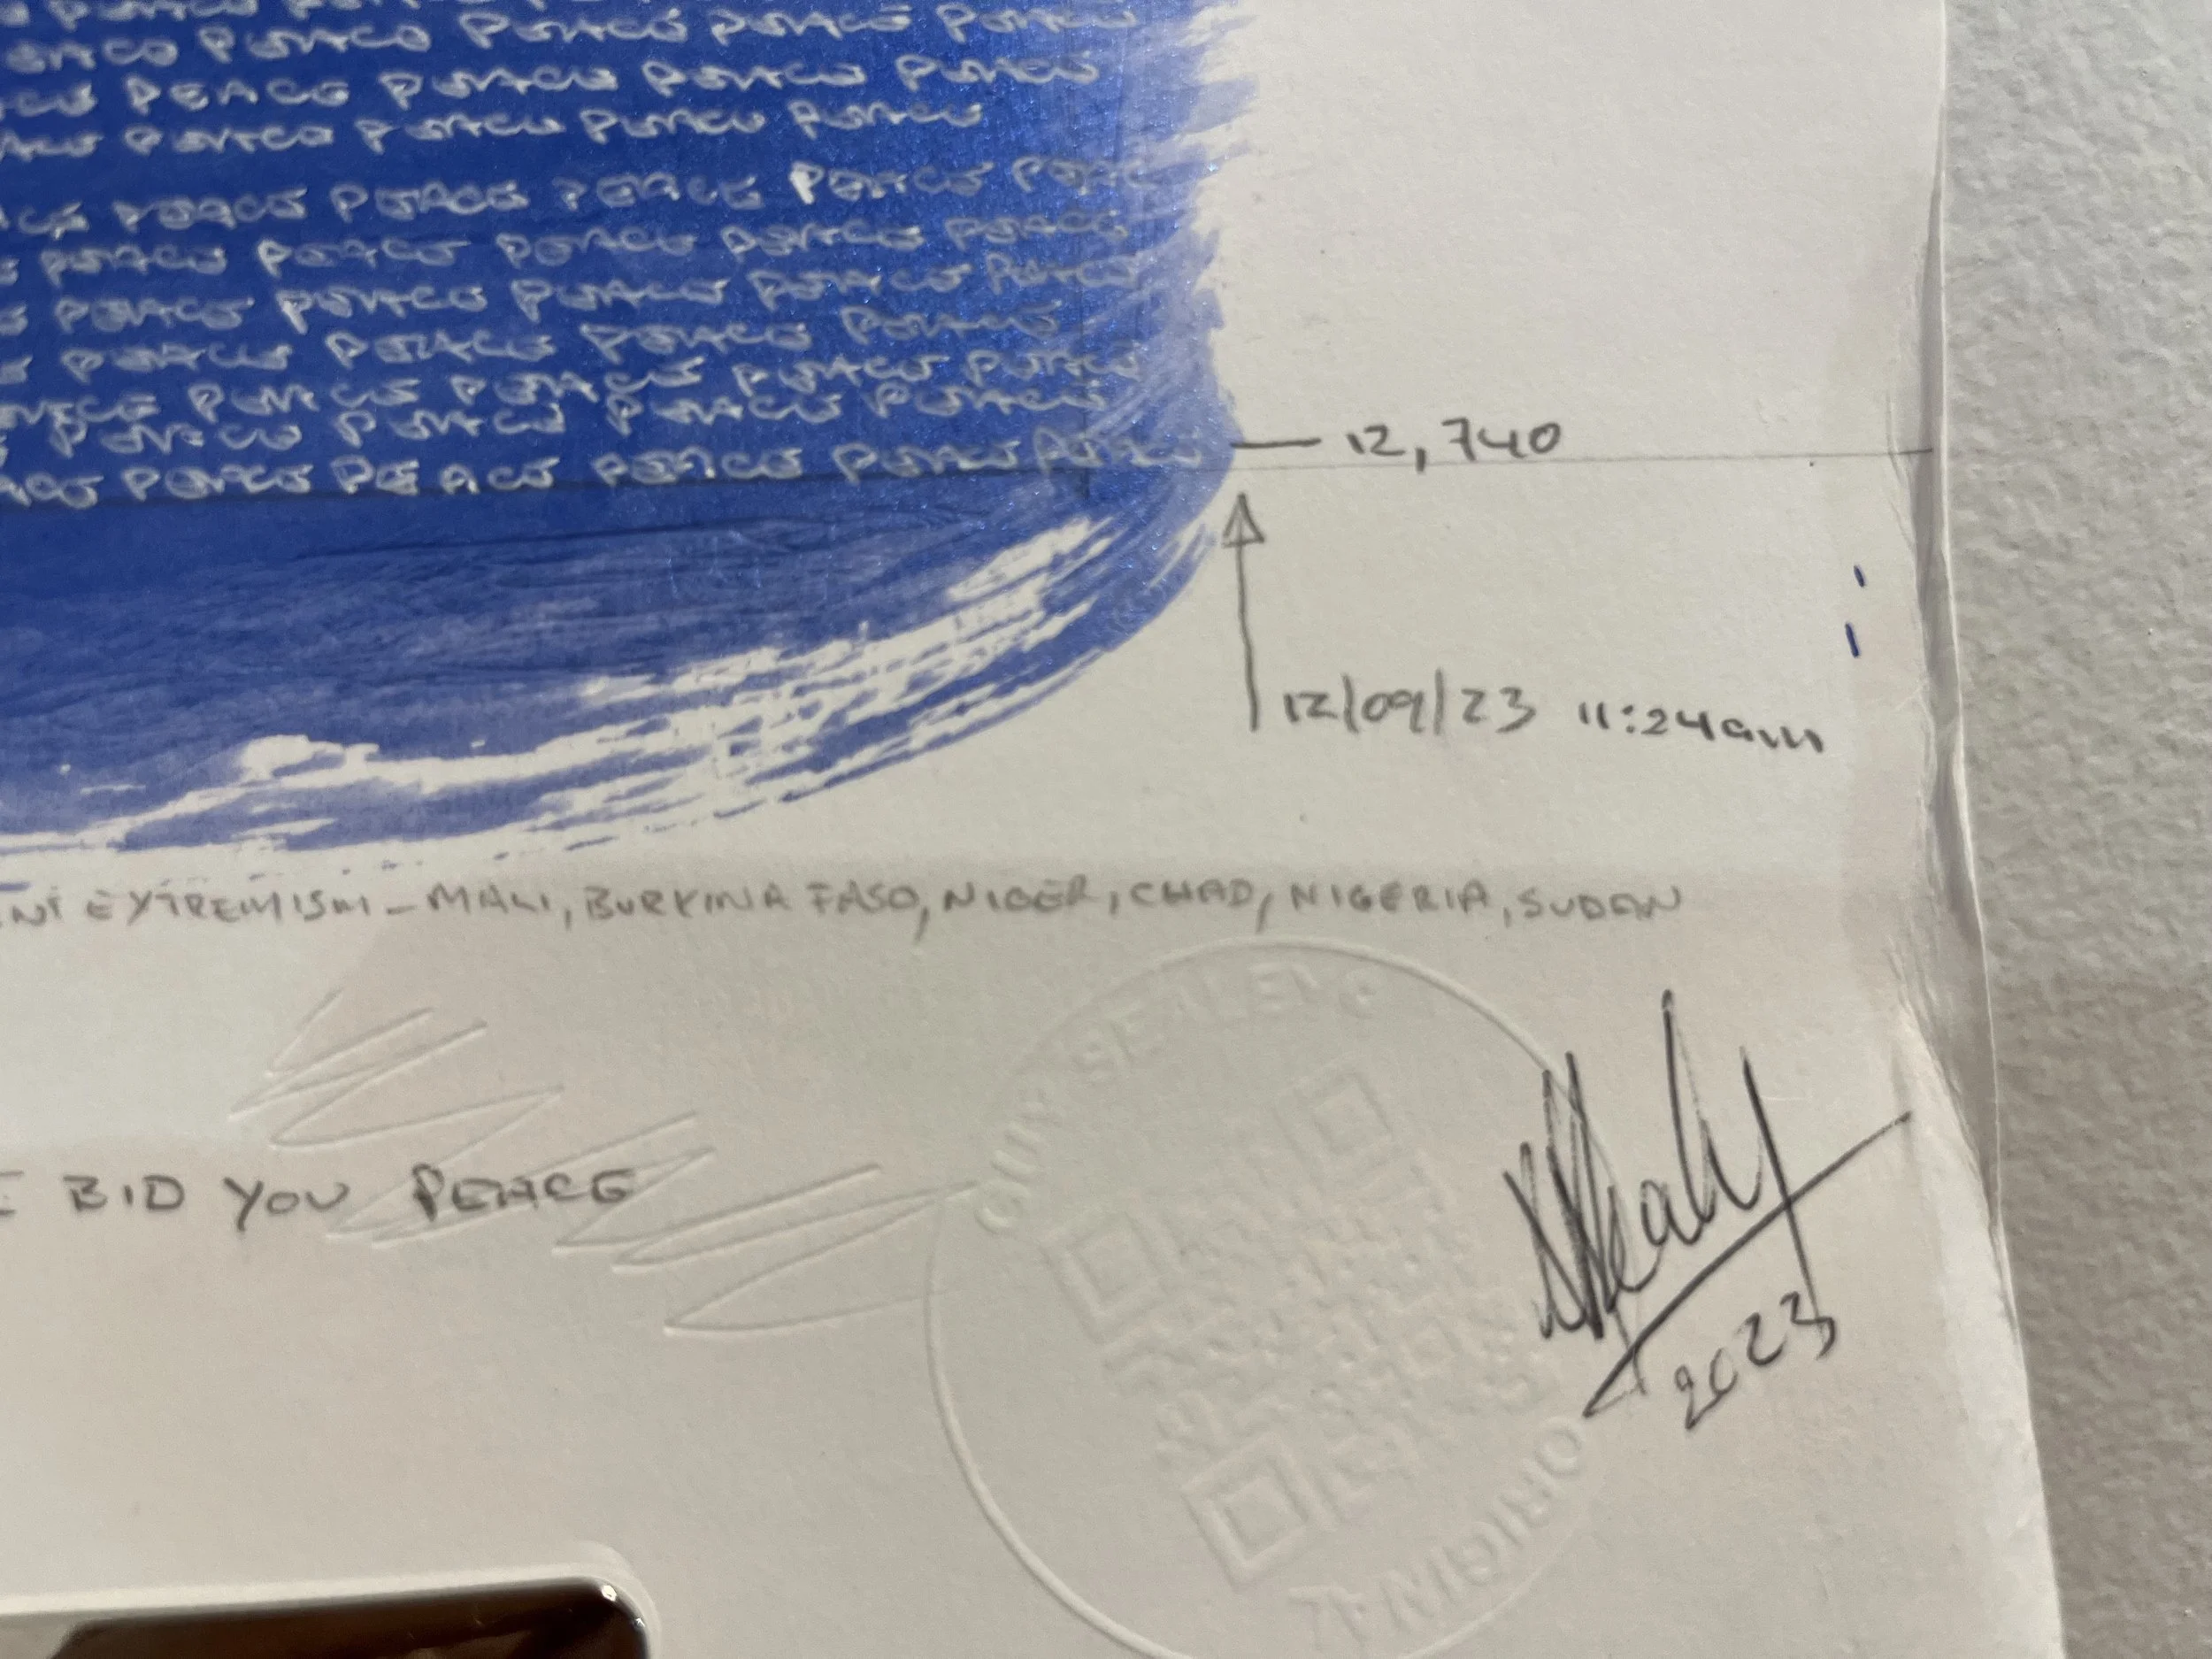 PEACE PEACE PEACE PEACE
PEACE PEACE PEACE PEACE PEACE
PEACE PEACE PEACE PEACE
PEACE PEACE PEACE PEACE
PEACE PEACE PEACE PEACE PEACE
PEACE PEACE PEACE PEACE PEACE
PEACE PEACE PEACE PEACE PEACE
PEACE PEACE PEACE PEACE
PEACE PEACE PEACE PEACE
PEACE PEACE PEACE PEACE
PEACE PEACE PEACE PEACE PEACE
12,740
12/09/23 11:24am
EXTREMISM - MALI, BURKINA FASO, NIGER, CHAD, NIGERIA, SUDAN
BID YOU PEACE
GUY SEALEY©
ORIGINAL
2023